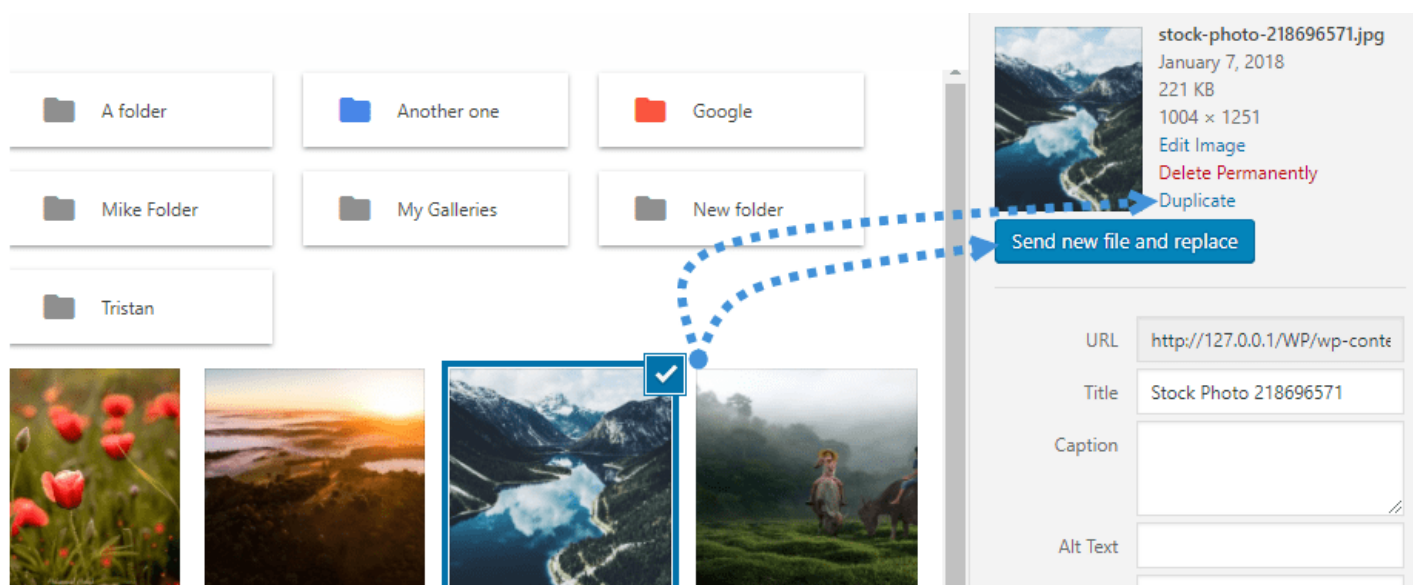 A folder
Another one
Google
Mike Folder
My Galleries
New folder
Tristan
stock-photo-218696571.jpg
January 7, 2018
221 KB
1004 × 1251
Edit Image
Delete Permanently
Duplicate
Send new file and replace
URL http://127.0.0.1/WP/wp-conte
Title Stock Photo 218696571
Caption
Alt Text